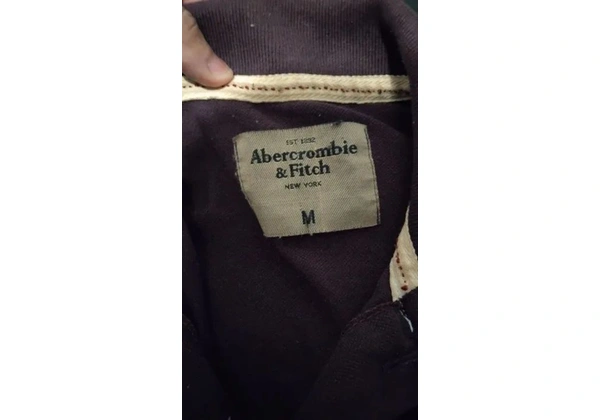 EST 1892
Abercrombie
& Fitch
NEW YORK
M